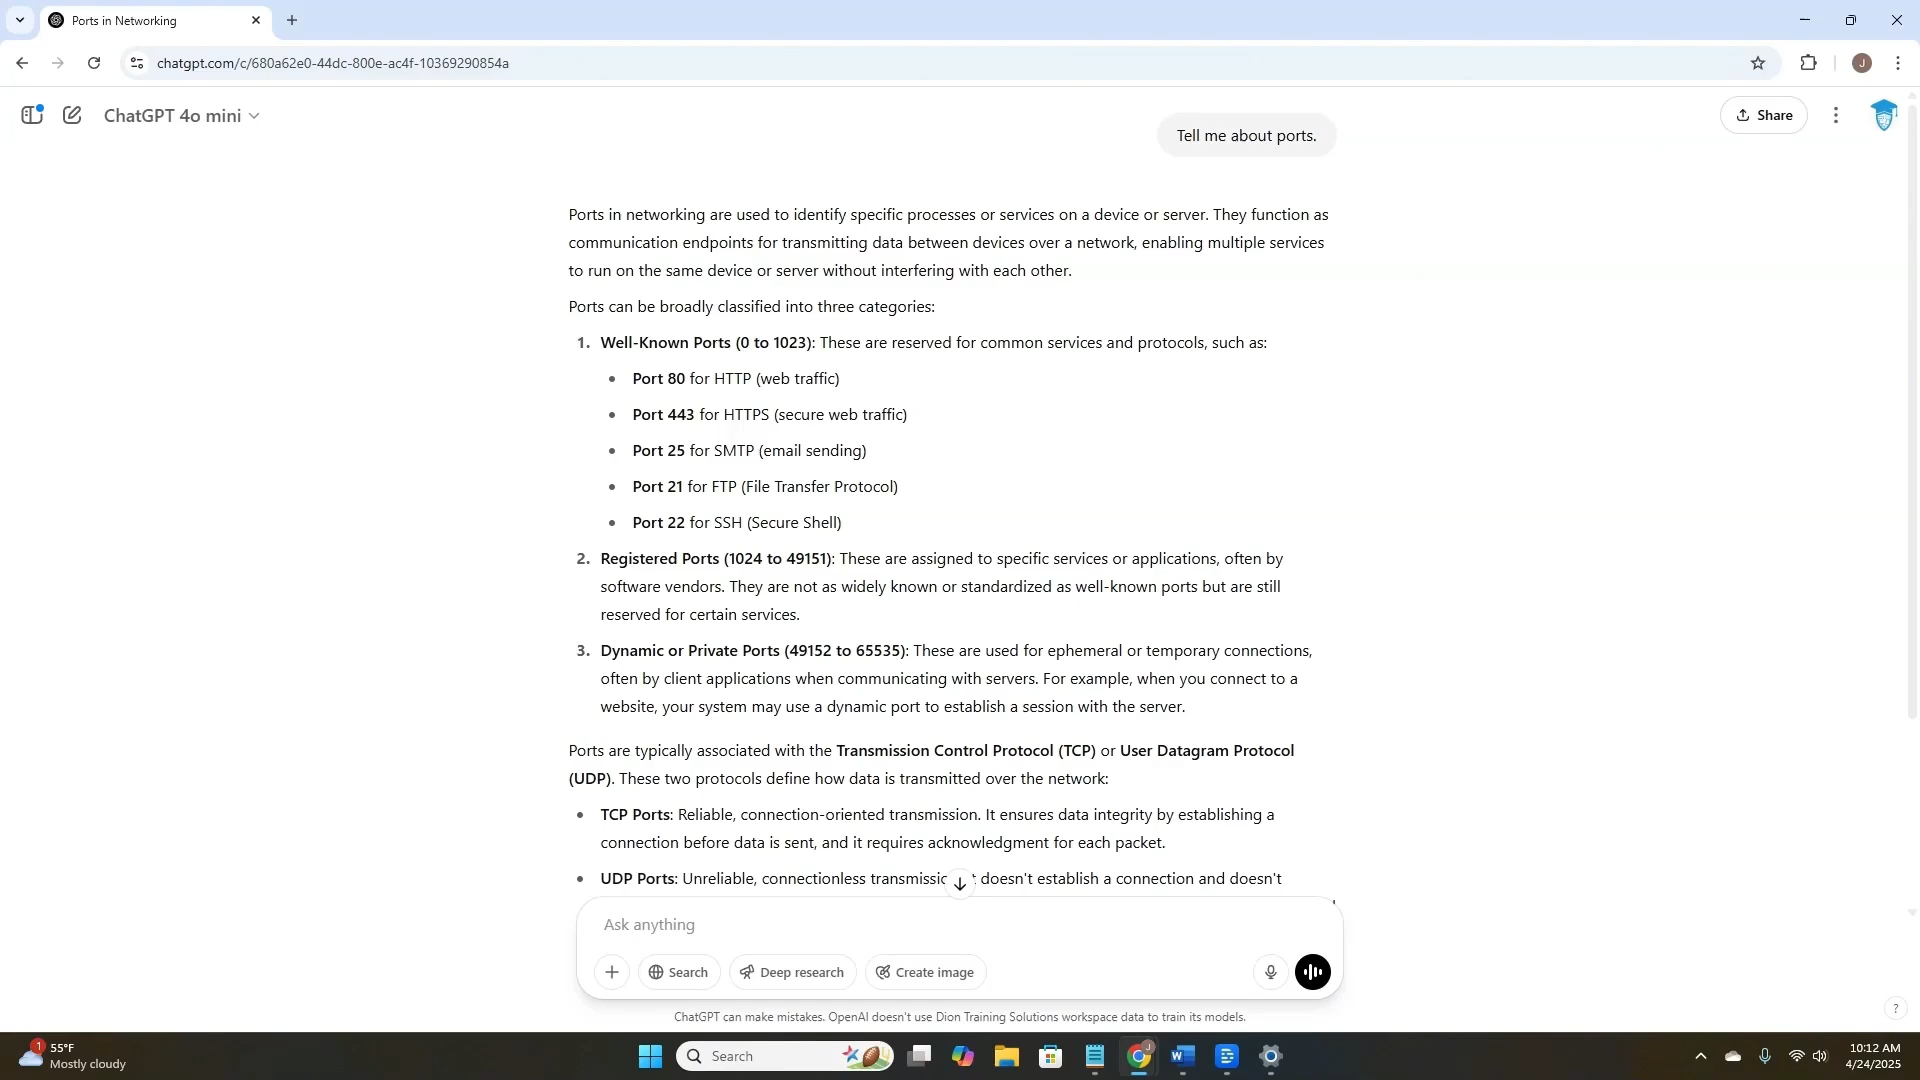 Ports in Networking
chatgpt.com/c/680a62e0-44dc-800e-ac4f-10369290854a
J
ChatGPT 4o mini
Share
Tell me about ports.
Ports in networking are used to identify specific processes or services on a device or server. They function as
communication endpoints for transmitting data between devices over a network, enabling multiple services
to run on the same device or server without interfering with each other.
Ports can be broadly classified into three categories:
1. Well-Known Ports (0 to 1023): These are reserved for common services and protocols, such as:
• Port 80 for HTTP (web traffic)
• Port 443 for HTTPS (secure web traffic)
• Port 25 for SMTP (email sending)
• Port 21 for FTP (File Transfer Protocol)
• Port 22 for SSH (Secure Shell)
2. Registered Ports (1024 to 49151): These are assigned to specific services or applications, often by
software vendors. They are not as widely known or standardized as well-known ports but are still
reserved for certain services.
3. Dynamic or Private Ports (49152 to 65535): These are used for ephemeral or temporary connections,
often by client applications when communicating with servers. For example, when you connect to a
website, your system may use a dynamic port to establish a session with the server.
Ports are typically associated with the Transmission Control Protocol (TCP) or User Datagram Protocol
(UDP). These two protocols define how data is transmitted over the network:
• TCP Ports: Reliable, connection-oriented transmission. It ensures data integrity by establishing a
connection before data is sent, and it requires acknowledgment for each packet.
• UDP Ports: Unreliable, connectionless doesn't establish a connection and doesn't
Ask anything
Search
Deep research
Create image
ChatGPT can make mistakes. OpenAI doesn't use Dion Training Solutions workspace data to train its models.
?
1
55°F
Mostly cloudy
Search
J
W
10:12 AM
4/24/2025